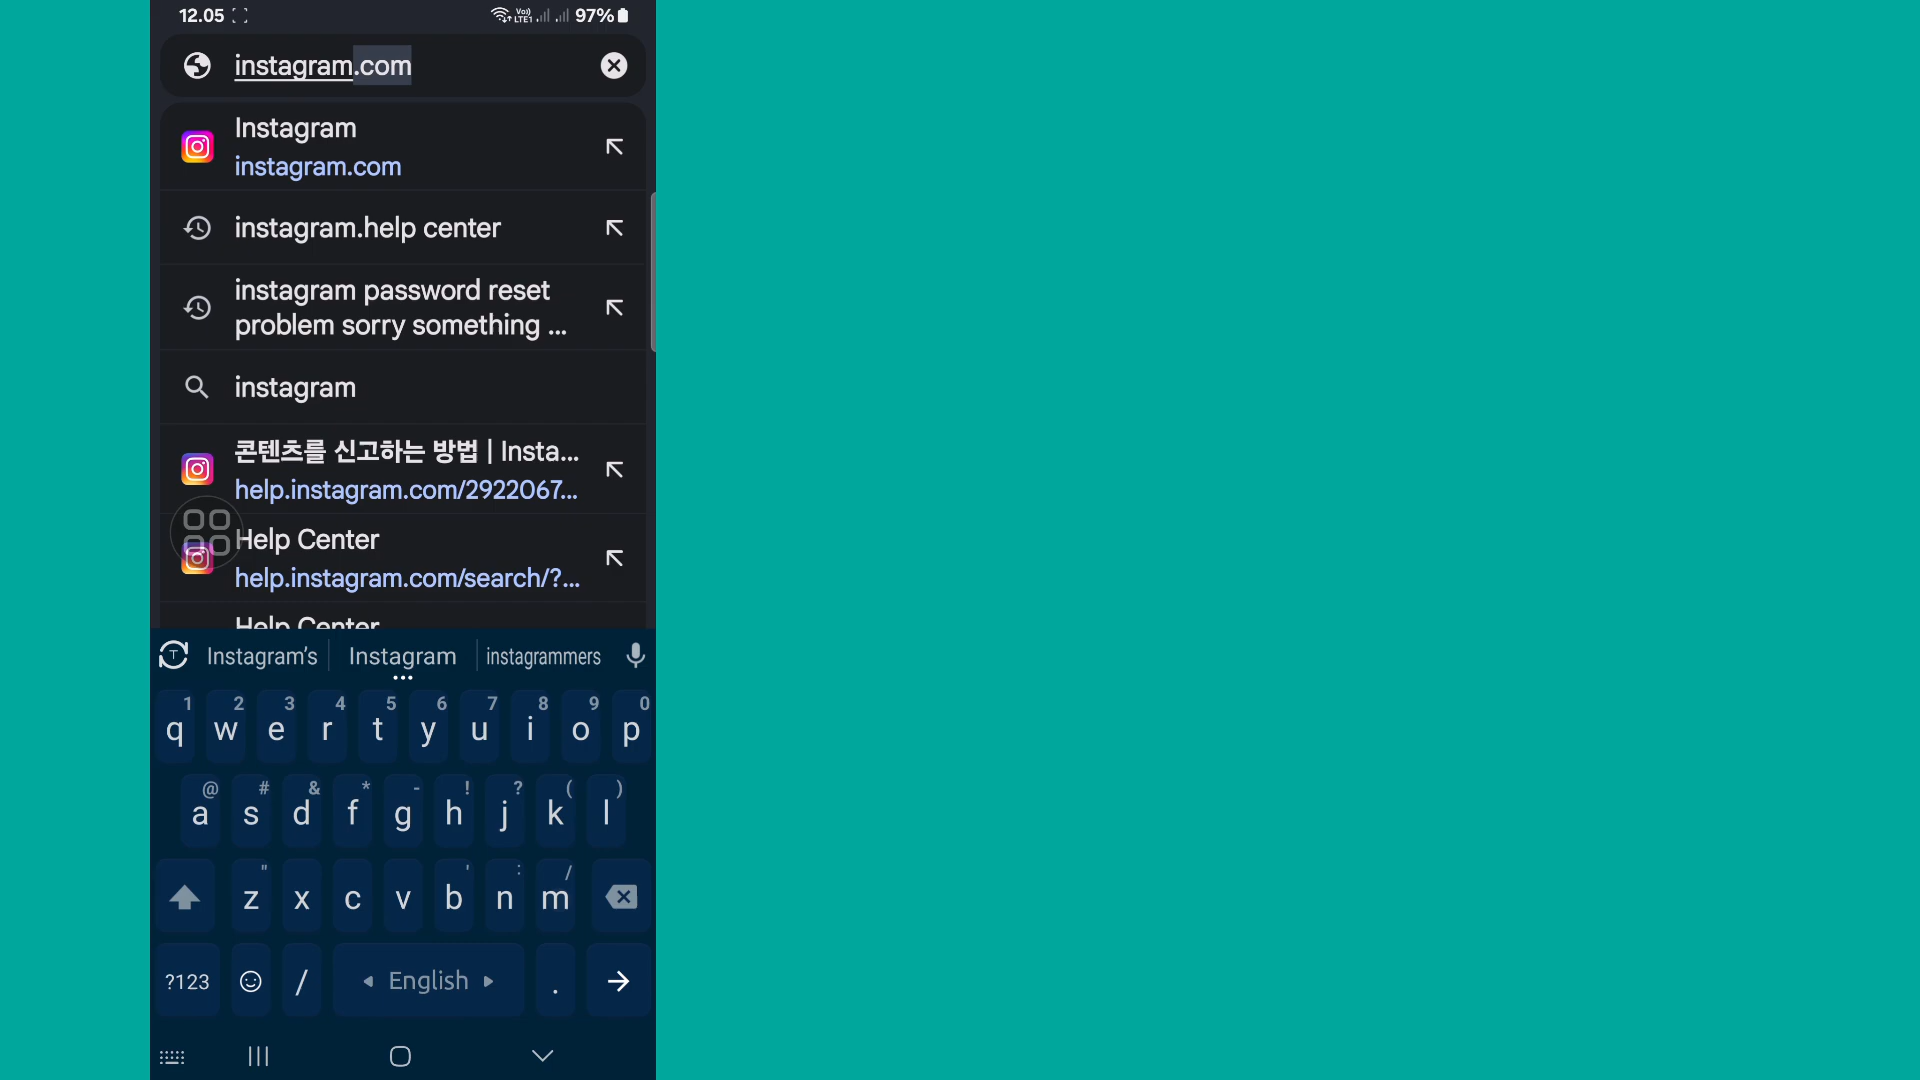 12.05
Vo))
LTE1
97%
instagram.com
Instagram
instagram.com
instagram.help center
instagram password reset
problem sorry something ...
instagram
콘텐츠를 신고하는 방법 | Insta...
help.instagram.com/2922067...
Help Center
help.instagram.com/search/?...
Help Center
T
Instagram's Instagram instagrammers
1 2 3 4 5 6 7 8 9 0
q w e r t y u i o p
@ # & * - ! ? ( )
a s d f g h j k l
" ' : /
z x c v b n m
?123 / English .